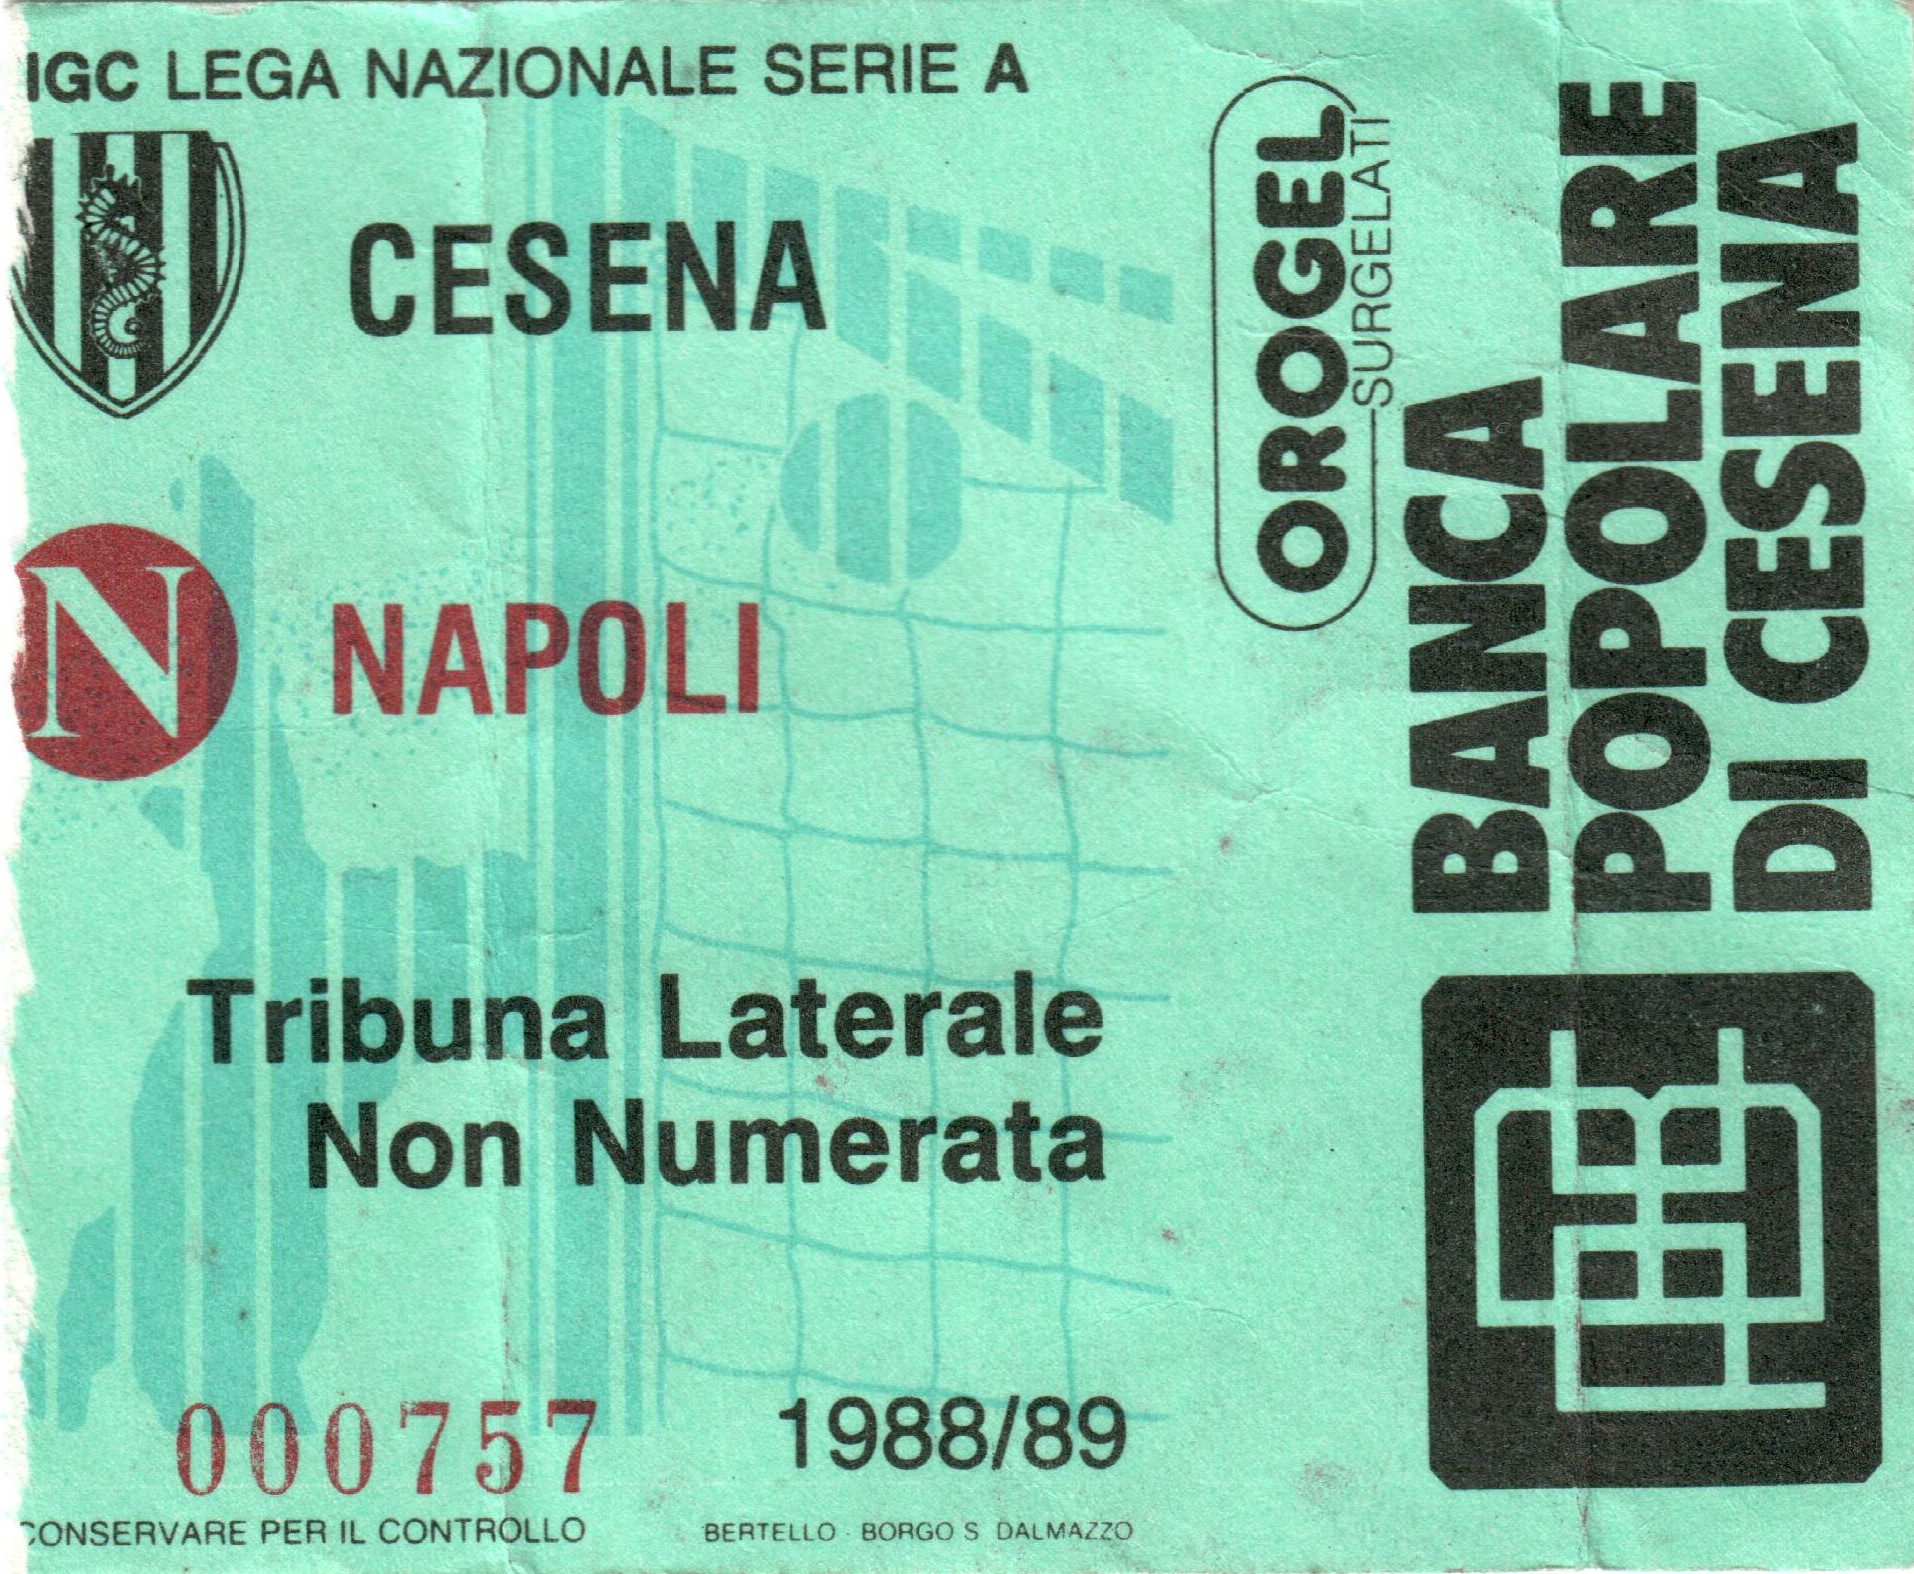 IGC LEGA NAZIONALE SERIE A
CESENA
N
NAPOLI
Tribuna Laterale
Non Numerata
000757
1988/89
CONSERVARE PER IL CONTROLLO
BERTELLO · BORGO S DALMAZZO
OROGEL
SURGELATI
BANCA
POPOLARE
DI CESENA